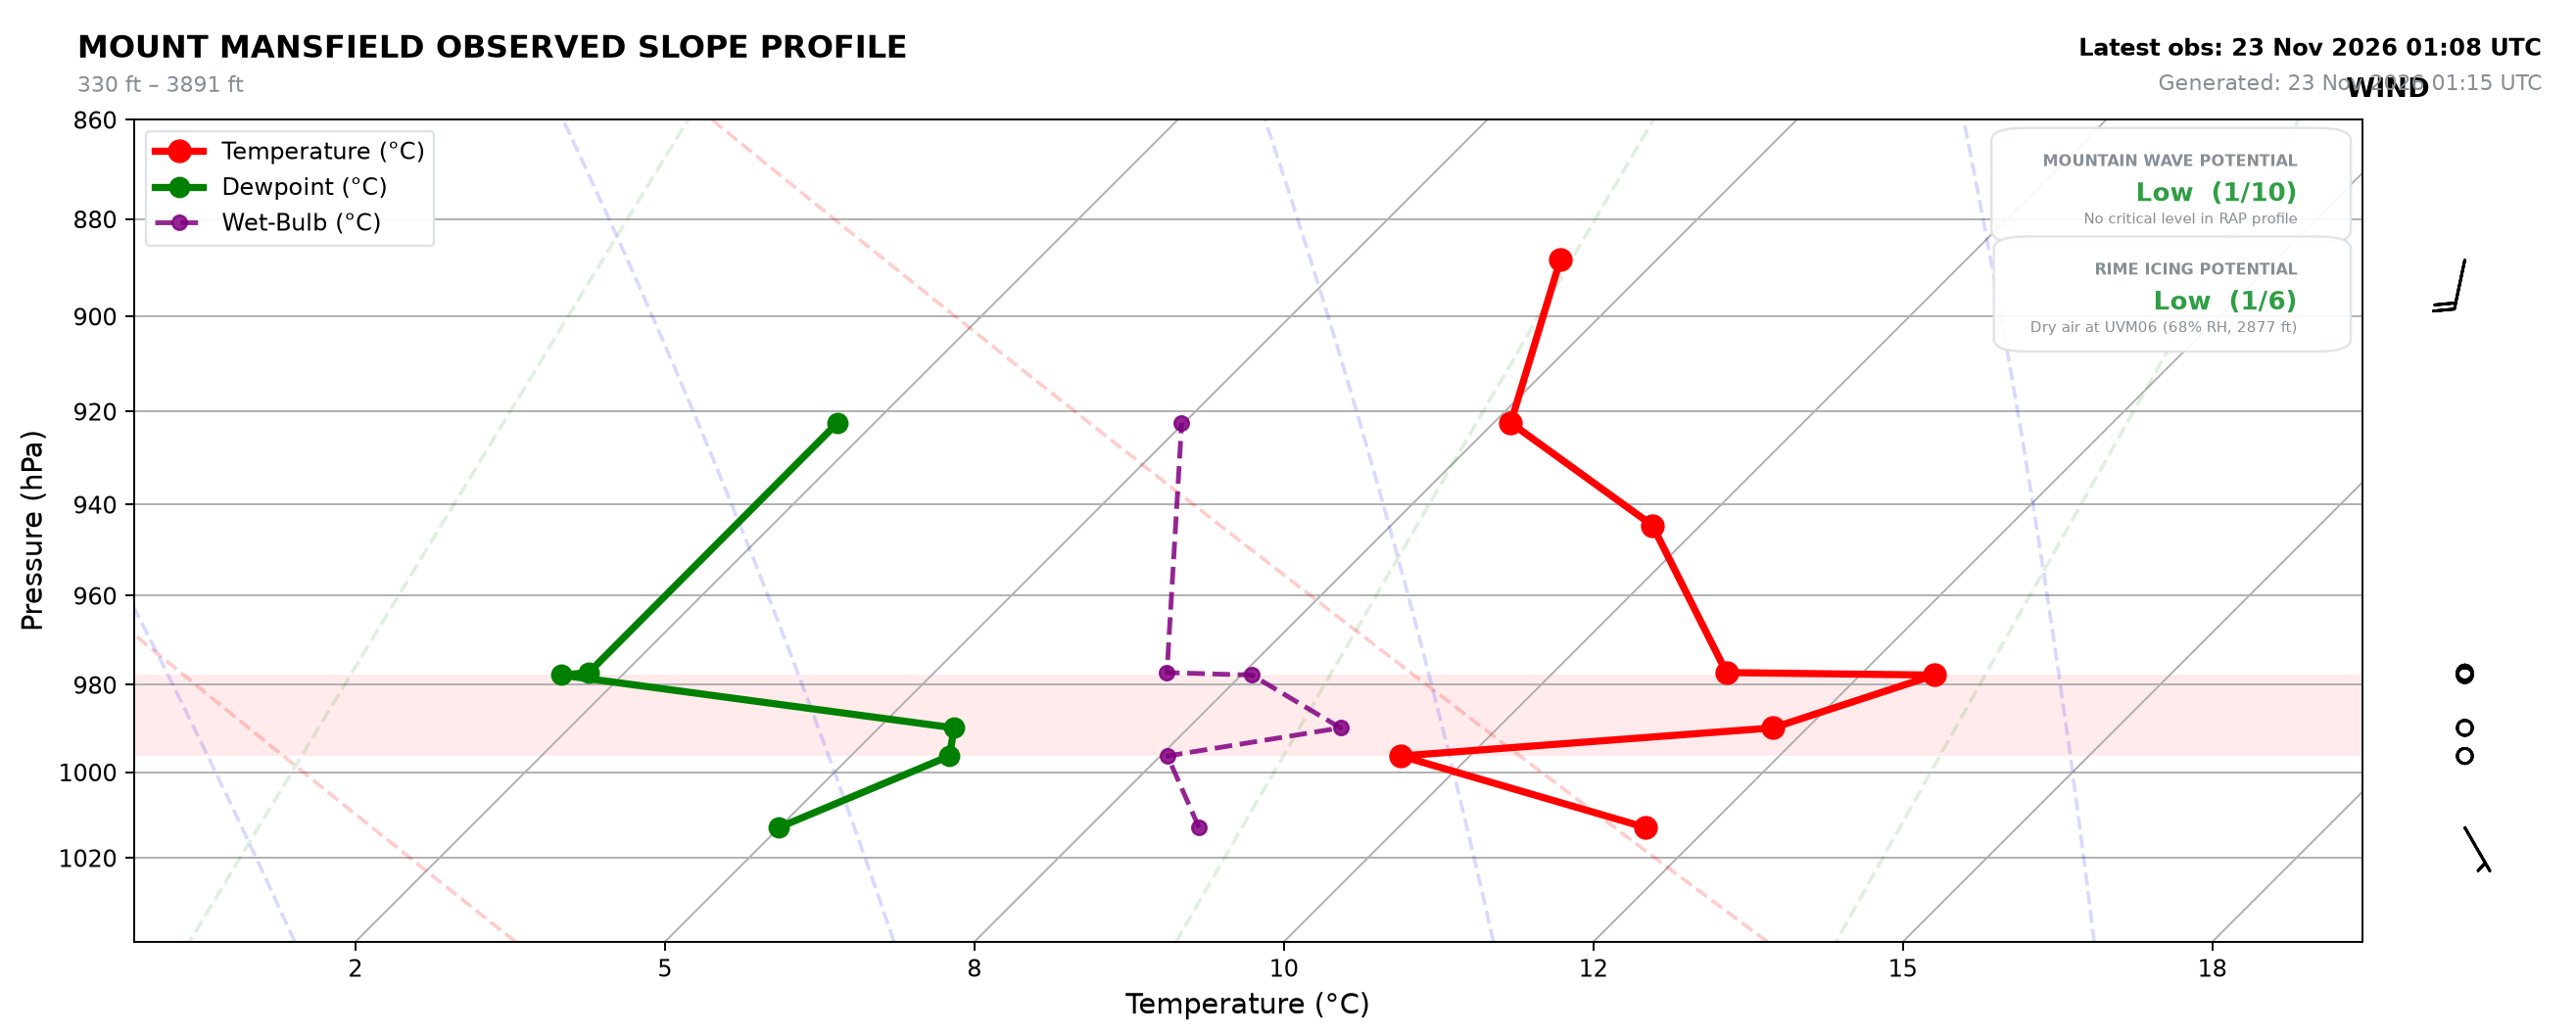 MOUNT MANSFIELD OBSERVED SLOPE PROFILE
330 ft – 3891 ft
Latest obs: 23 Nov 2026 01:08 UTC
Generated: 23 Nov 2026 01:15 UTC
WIND
Temperature (°C)
Dewpoint (°C)
Wet-Bulb (°C)
MOUNTAIN WAVE POTENTIAL
Low (1/10)
No critical level in RAP profile
RIME ICING POTENTIAL
Low (1/6)
Dry air at UVM06 (68% RH, 2877 ft)
Pressure (hPa)
860
880
900
920
940
960
980
1000
1020
2
5
8
10
12
15
18
Temperature (°C)